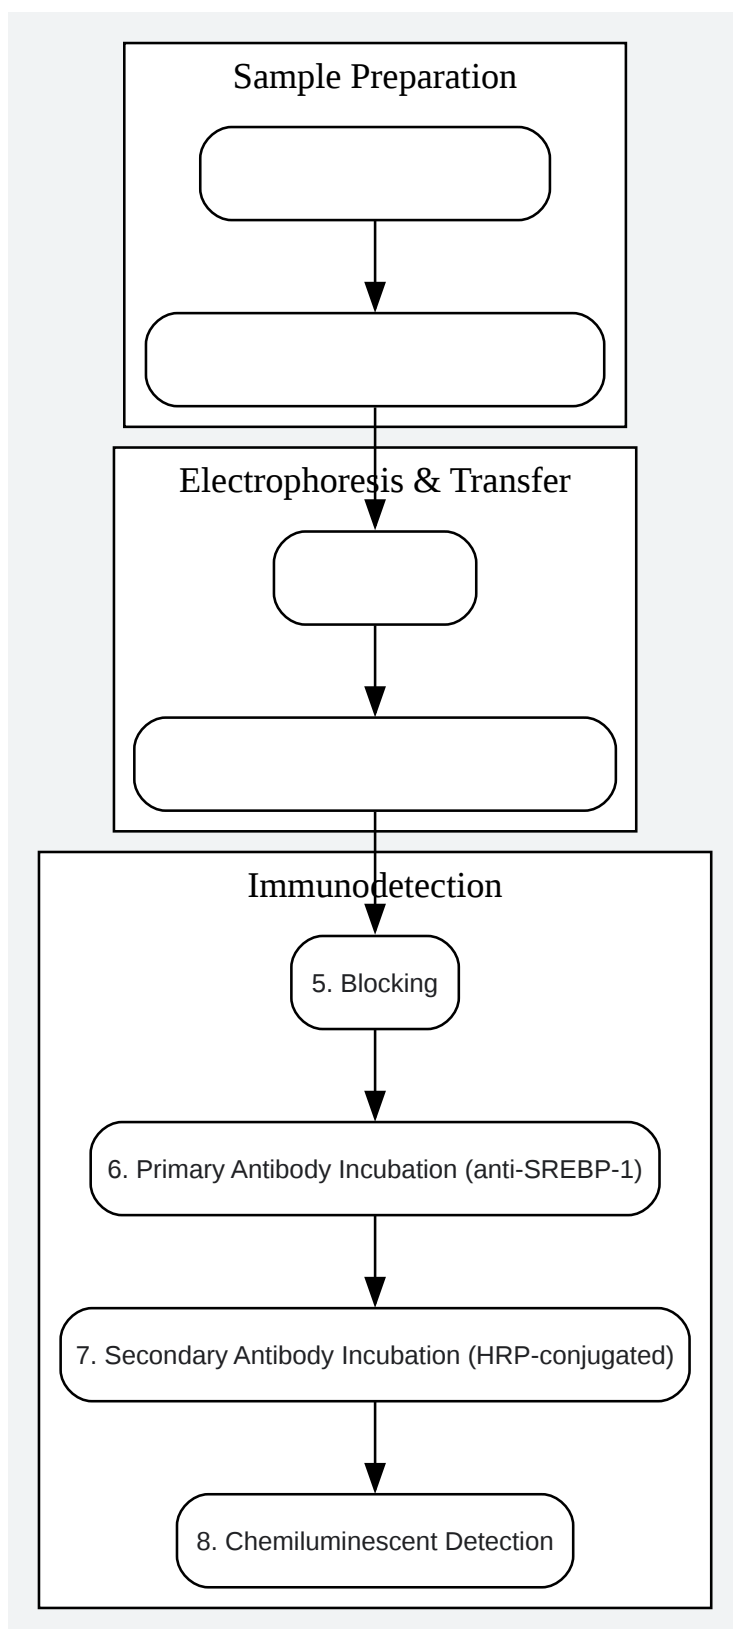 Sample Preparation
Electrophoresis & Transfer
Immunodetection
5. Blocking
6. Primary Antibody Incubation (anti-SREBP-1)
7. Secondary Antibody Incubation (HRP-conjugated)
8. Chemiluminescent Detection